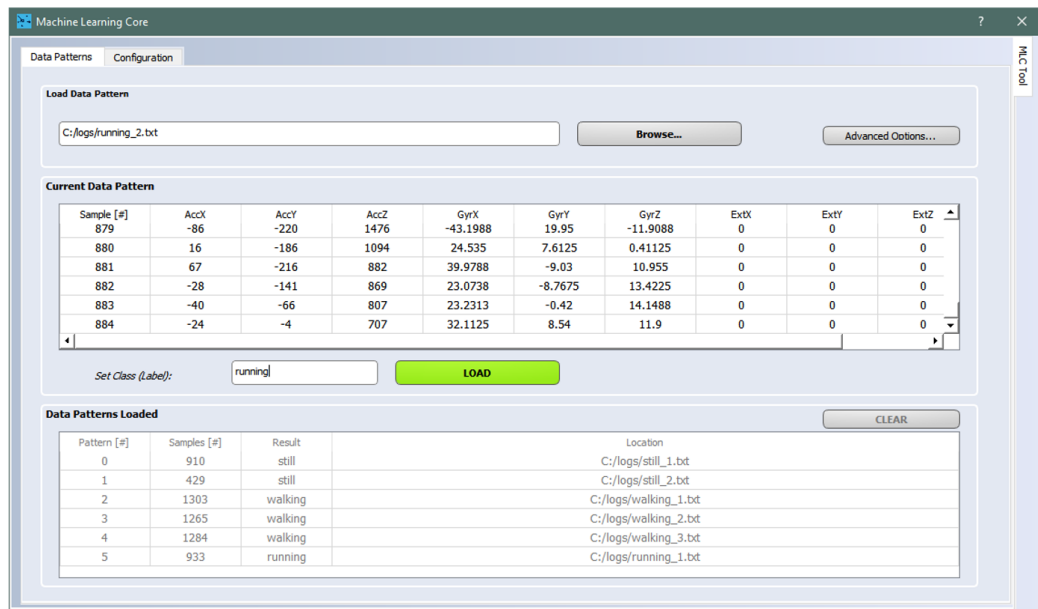 Machine Learning Core ? X
MLC Tool
Data Patterns Configuration
Load Data Pattern
C:/logs/running_2.txt Browse... Advanced Options...
Current Data Pattern
Sample [#] AccX AccY AccZ GyrX GyrY GyrZ ExtX ExtY ExtZ
879 -86 -220 1476 -43.1988 19.95 -11.9088 0 0 0
880 16 -186 1094 24.535 7.6125 0.41125 0 0 0
881 67 -216 882 39.9788 -9.03 10.955 0 0 0
882 -28 -141 869 23.0738 -8.7675 13.4225 0 0 0
883 -40 -66 807 23.2313 -0.42 14.1488 0 0 0
884 -24 -4 707 32.1125 8.54 11.9 0 0 0
Set Class (Label): running LOAD
Data Patterns Loaded CLEAR
Pattern [#] Samples [#] Result Location
0 910 still C:/logs/still_1.txt
1 429 still C:/logs/still_2.txt
2 1303 walking C:/logs/walking_1.txt
3 1265 walking C:/logs/walking_2.txt
4 1284 walking C:/logs/walking_3.txt
5 933 running C:/logs/running_1.txt